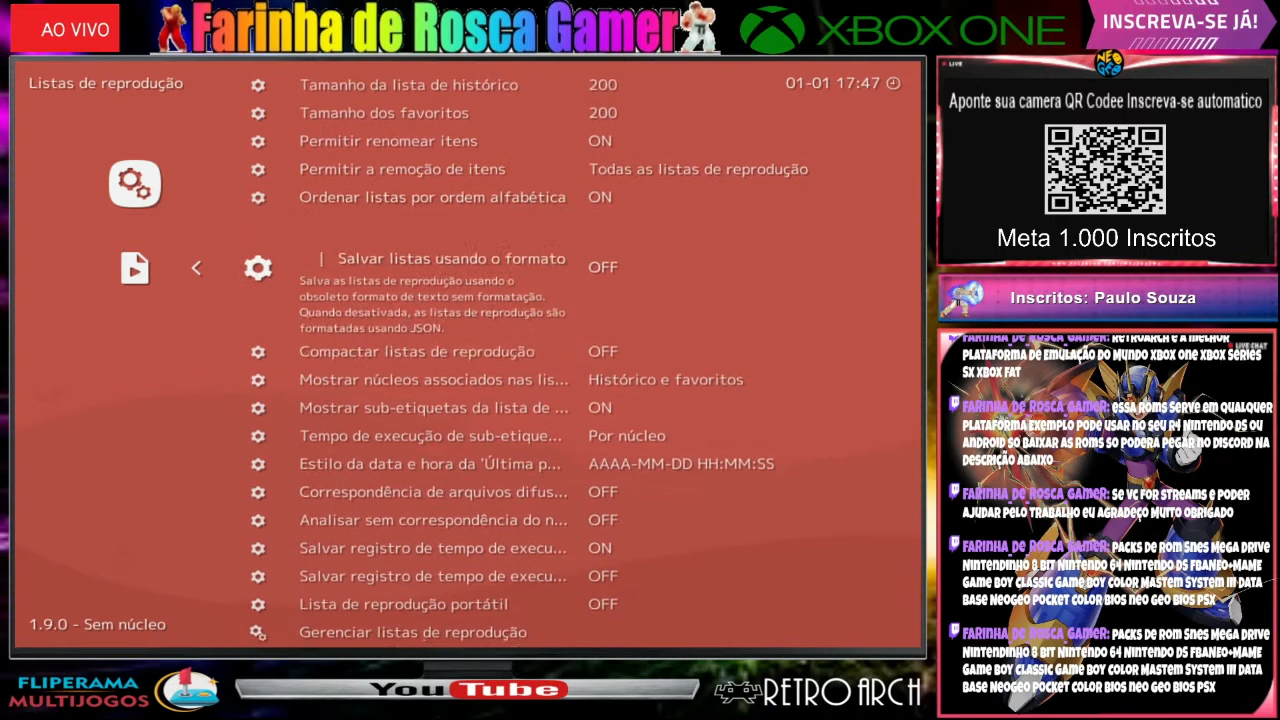 AO VIVO
Farinha de Rosca Gamer
XBOX ONE
INSCREVA-SE JÁ!
Listas de reprodução
01-01 17:47
Tamanho da lista de histórico 200
Tamanho dos favoritos 200
Permitir renomear itens ON
Permitir a remoção de itens Todas as listas de reprodução
Ordenar listas por ordem alfabética ON
| Salvar listas usando o formato OFF
Salva as listas de reprodução usando o
obsoleto formato de texto sem formatação.
Quando desativada, as listas de reprodução são
formatadas usando JSON.
Compactar listas de reprodução OFF
Mostrar núcleos associados nas lis... Histórico e favoritos
Mostrar sub-etiquetas da lista de ... ON
Tempo de execução de sub-etique... Por núcleo
Estilo da data e hora da 'Última p... AAAA-MM-DD HH:MM:SS
Correspondência de arquivos difus... OFF
Analisar sem correspondência do n... OFF
Salvar registro de tempo de execu... ON
Salvar registro de tempo de execu... OFF
Lista de reprodução portátil OFF
Gerenciar listas de reprodução
1.9.0 - Sem núcleo
LIVE
NEO GEO
Aponte sua camera QR Codee Inscreva-se automatico
Meta 1.000 Inscritos
Inscritos: Paulo Souza
LIVE CHAT
Farinha de Rosca Gamer: RETROARCH E A MELHOR
PLATAFORMA DE EMULAÇÃO DO MUNDO XBOX ONE XBOX SERIES
SX XBOX FAT
Farinha de Rosca Gamer: ESSA ROMS SERVE EM QUALQUER
PLATAFORMA EXEMPLO PODE USAR NO SEU R4 NINTENDO DS OU
ANDROID SO BAIXAR AS ROMS SO PODERA PEGAR NO DISCORD NA
DESCRIÇÃO ABAIXO
Farinha de Rosca Gamer: SE VC FOR STREAMS E PODER
AJUDAR PELO TRABALHO EU AGRADEÇO MUITO OBRIGADO
Farinha de Rosca Gamer: PACKS DE ROM SNES MEGA DRIVE
NINTENDINHO 8 BIT NINTENDO 64 NINTENDO DS FBANEO+MAME
GAME BOY CLASSIC GAME BOY COLOR MASTEM SYSTEM III DATA
BASE NEOGEO POCKET COLOR BIOS NEO GEO BIOS PSX
Farinha de Rosca Gamer: PACKS DE ROM SNES MEGA DRIVE
NINTENDINHO 8 BIT NINTENDO 64 NINTENDO DS FBANEO+MAME
GAME BOY CLASSIC GAME BOY COLOR MASTEM SYSTEM III DATA
BASE NEOGEO POCKET COLOR BIOS NEO GEO BIOS PSX
FLIPERAMA
MULTIJOGOS
YouTube
RETROARCH